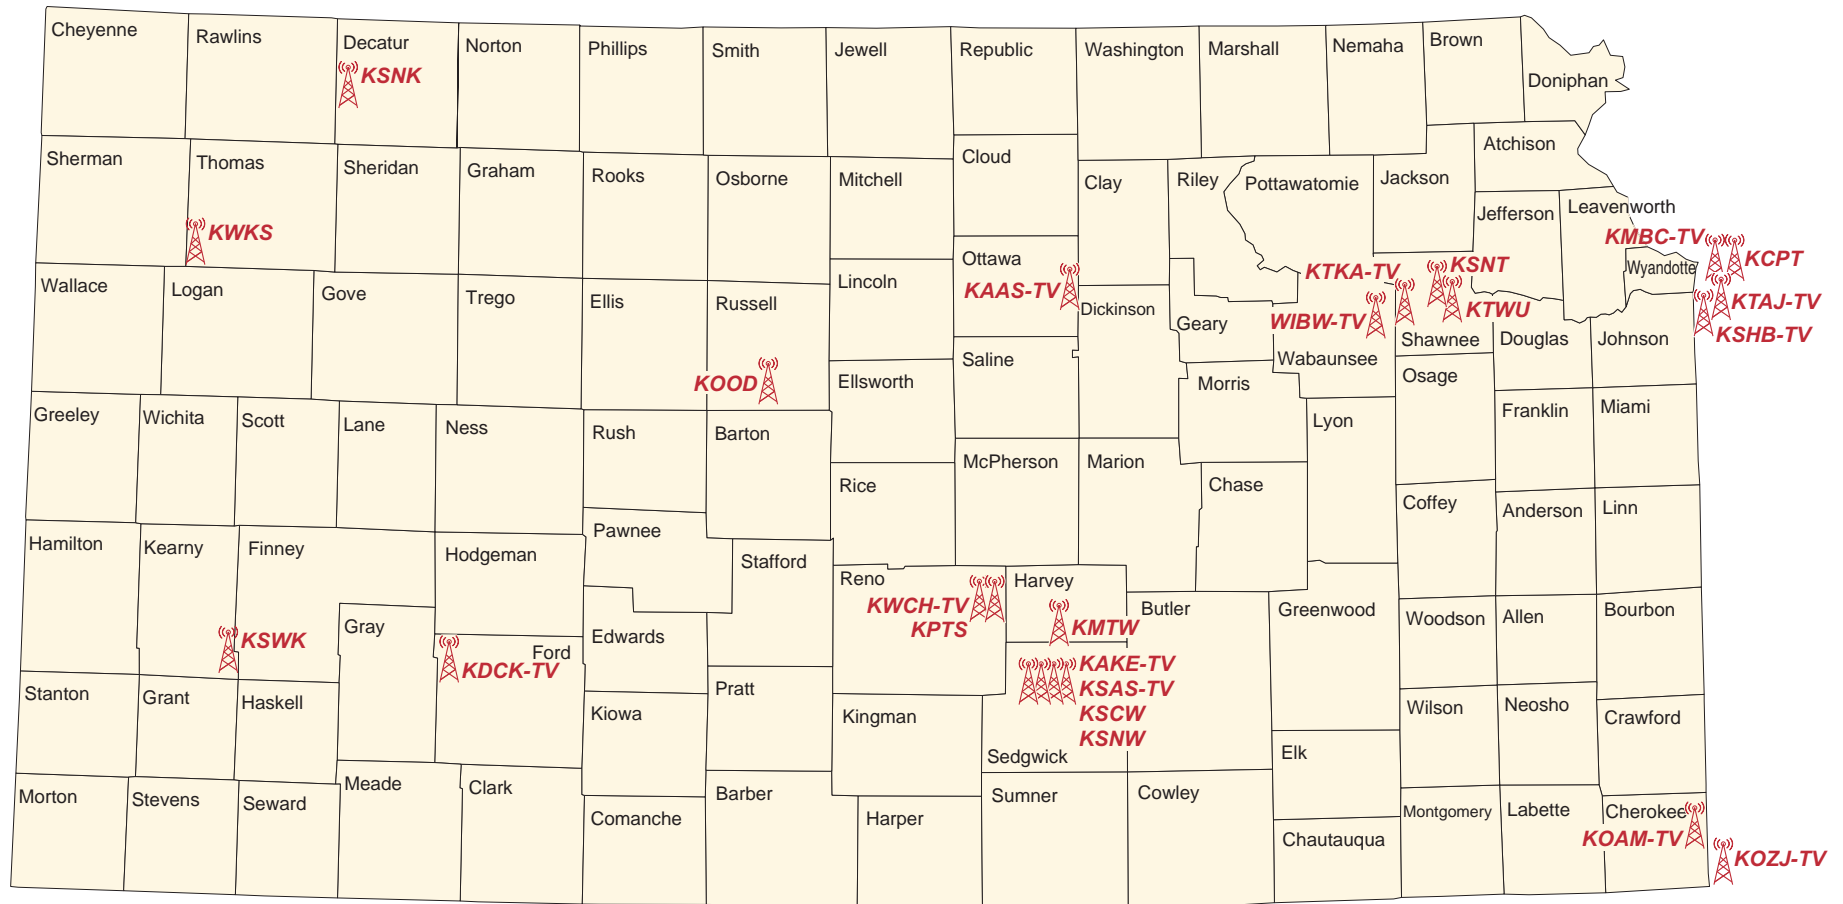 Cheyenne
Rawlins
Decatur
Norton
Phillips
Smith
Jewell
Republic
Washington
Marshall
Nemaha
Brown
Doniphan
KSNK
Sherman
Thomas
Sheridan
Graham
Rooks
Osborne
Mitchell
Cloud
Clay
Riley
Pottawatomie
Jackson
Atchison
Jefferson
Leavenworth
KWKS
KMBC-TV
KCPT
Wyandotte
Wallace
Logan
Gove
Trego
Ellis
Russell
Lincoln
Ottawa
KAAS-TV
Dickinson
Geary
KTKA-TV
KSNT
KTWU
WIBW-TV
KTAJ-TV
KSHB-TV
Wabaunsee
Shawnee
Douglas
Johnson
KOOD
Ellsworth
Saline
Morris
Osage
Greeley
Wichita
Scott
Lane
Ness
Rush
Barton
McPherson
Marion
Lyon
Franklin
Miami
Rice
Chase
Coffey
Anderson
Linn
Hamilton
Kearny
Finney
Hodgeman
Pawnee
Stafford
Reno
Harvey
KWCH-TV
KPTS
KMTW
Butler
Greenwood
Woodson
Allen
Bourbon
KSWK
Gray
Ford
KDCK-TV
Edwards
KAKE-TV
KSAS-TV
KSCW
KSNW
Stanton
Grant
Haskell
Kiowa
Pratt
Kingman
Sedgwick
Elk
Wilson
Neosho
Crawford
Morton
Stevens
Seward
Meade
Clark
Comanche
Barber
Harper
Sumner
Cowley
Chautauqua
Montgomery
Labette
Cherokee
KOAM-TV
KOZJ-TV